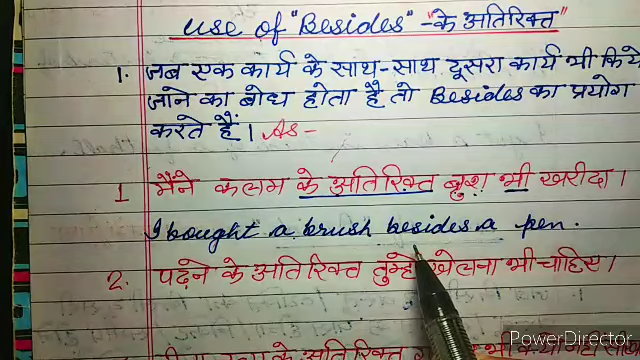 use of "Besides" - "के अतिरिक्त"
1. जब एक कार्य के साथ-साथ दूसरा कार्य भी किये
जाने का बोध होता है तो Besides का प्रयोग
करते हैं। As -
1 मैंने कलम के अतिरिक्त ब्रुश भी खरीदा।
I bought a brush besides a pen.
2. पढ़ने के अतिरिक्त तुम्हे खेलना भी चाहिए।
के अतिरिक्त
PowerDirector